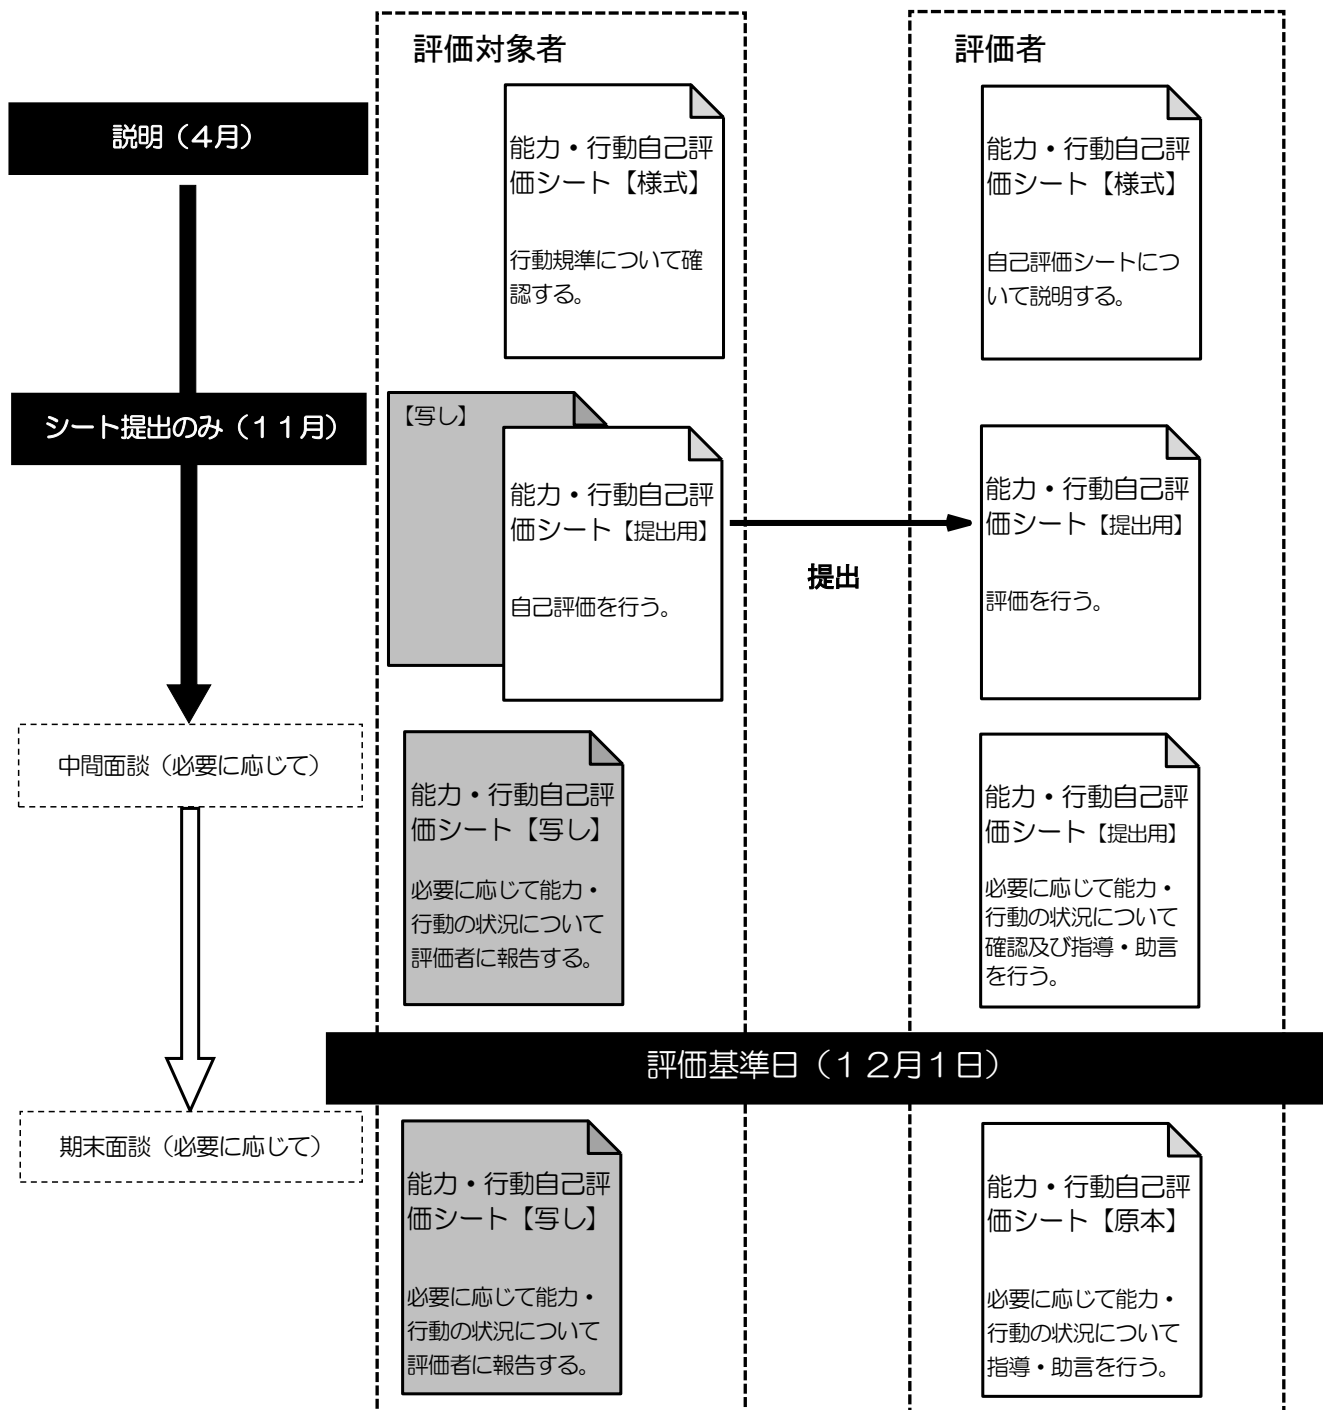 評価対象者
評価者
説明（４月）
能力・行動自己評
価シート【様式】
行動規準について確
認する。
能力・行動自己評
価シート【様式】
自己評価シートにつ
いて説明する。
シート提出のみ（１１月）
【写し】
能力・行動自己評
価シート【提出用】
自己評価を行う。
提出
能力・行動自己評
価シート【提出用】
評価を行う。
中間面談（必要に応じて）
能力・行動自己評
価シート【写し】
必要に応じて能力・
行動の状況について
評価者に報告する。
能力・行動自己評
価シート【提出用】
必要に応じて能力・
行動の状況について
確認及び指導・助言
を行う。
評価基準日（１２月１日）
期末面談（必要に応じて）
能力・行動自己評
価シート【写し】
必要に応じて能力・
行動の状況について
評価者に報告する。
能力・行動自己評
価シート【原本】
必要に応じて能力・
行動の状況について
指導・助言を行う。